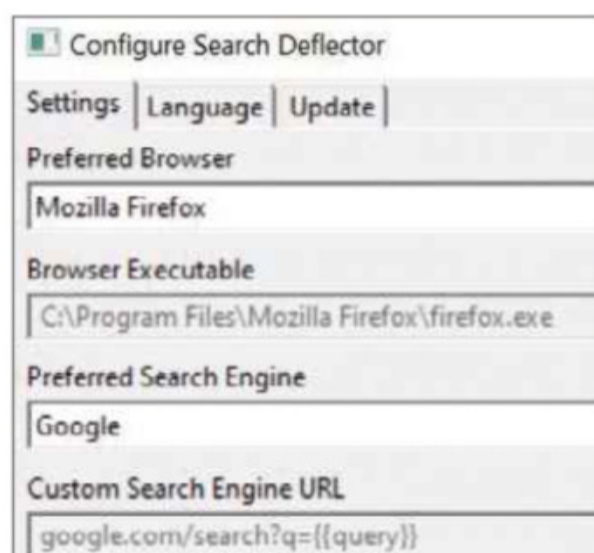 Configure Search Deflector
Settings Language Update
Preferred Browser
Mozilla Firefox
Browser Executable
C:\Program Files\Mozilla Firefox\firefox.exe
Preferred Search Engine
Google
Custom Search Engine URL
google.com/search?q={{query}}